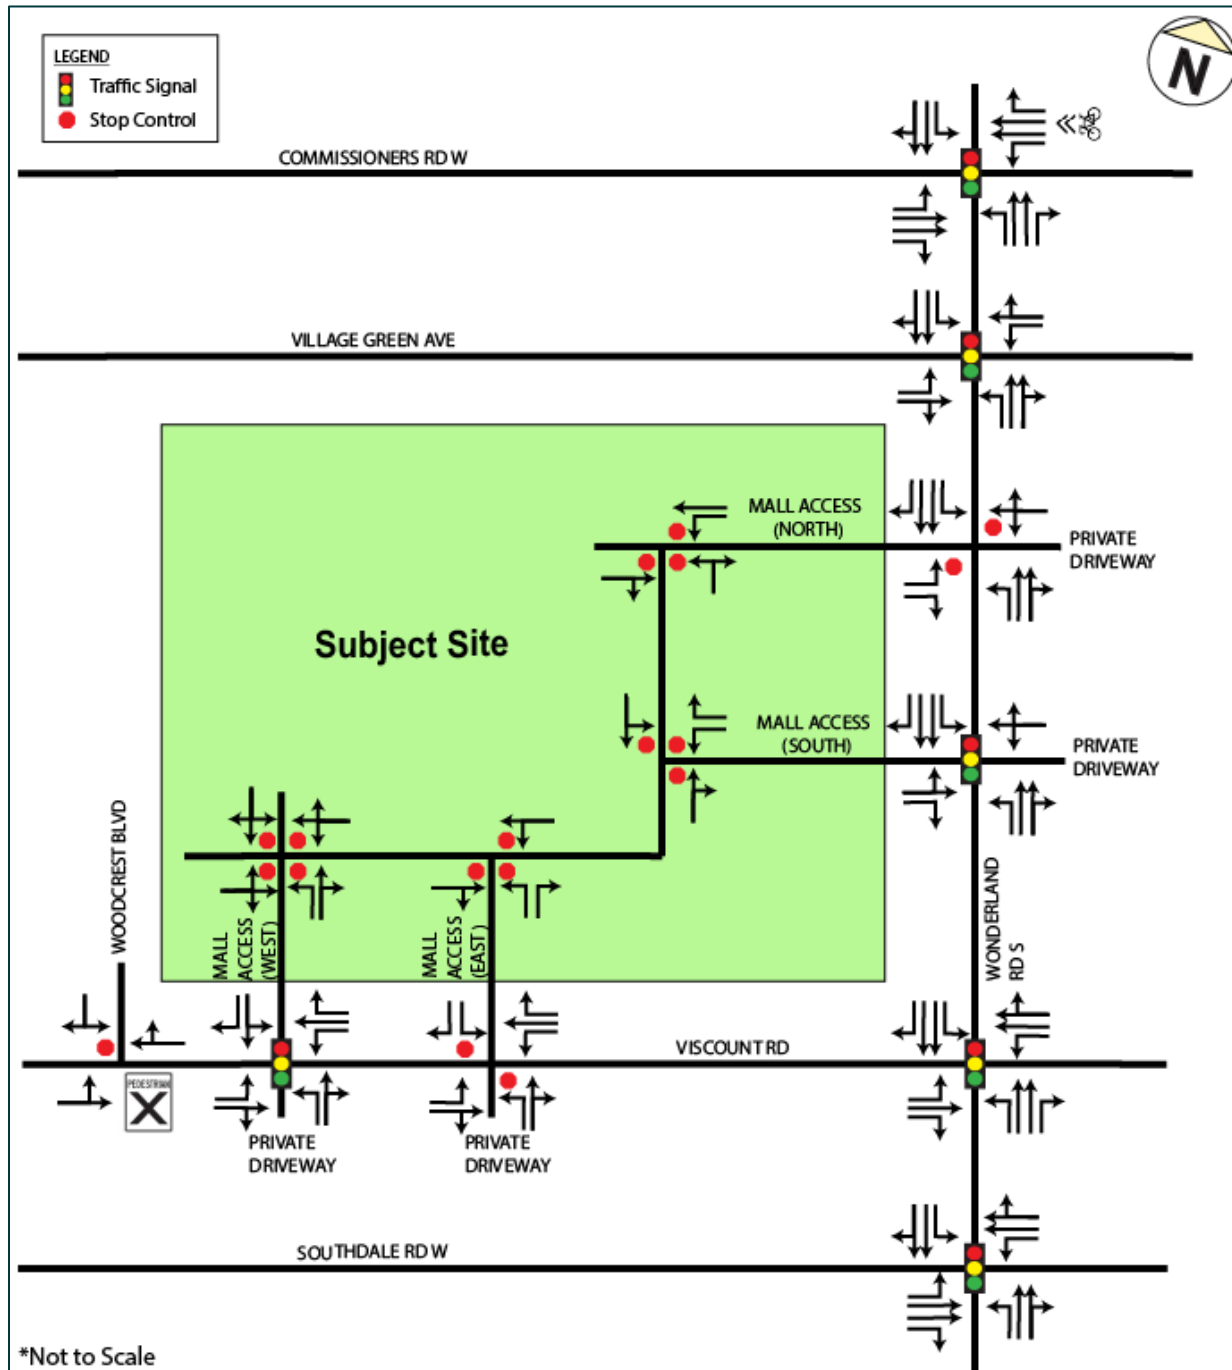 LEGEND
Traffic Signal
Stop Control
N
COMMISSIONERS RD W
VILLAGE GREEN AVE
MALL ACCESS
(NORTH)
PRIVATE
DRIVEWAY
Subject Site
MALL ACCESS
(SOUTH)
PRIVATE
DRIVEWAY
WOODCREST BLVD
MALL
ACCESS
(WEST)
MALL
ACCESS
(EAST)
WONDERLAND
RD S
VISCOUNT RD
PEDESTRIAN
X
PRIVATE
DRIVEWAY
PRIVATE
DRIVEWAY
SOUTHDALE RD W
*Not to Scale